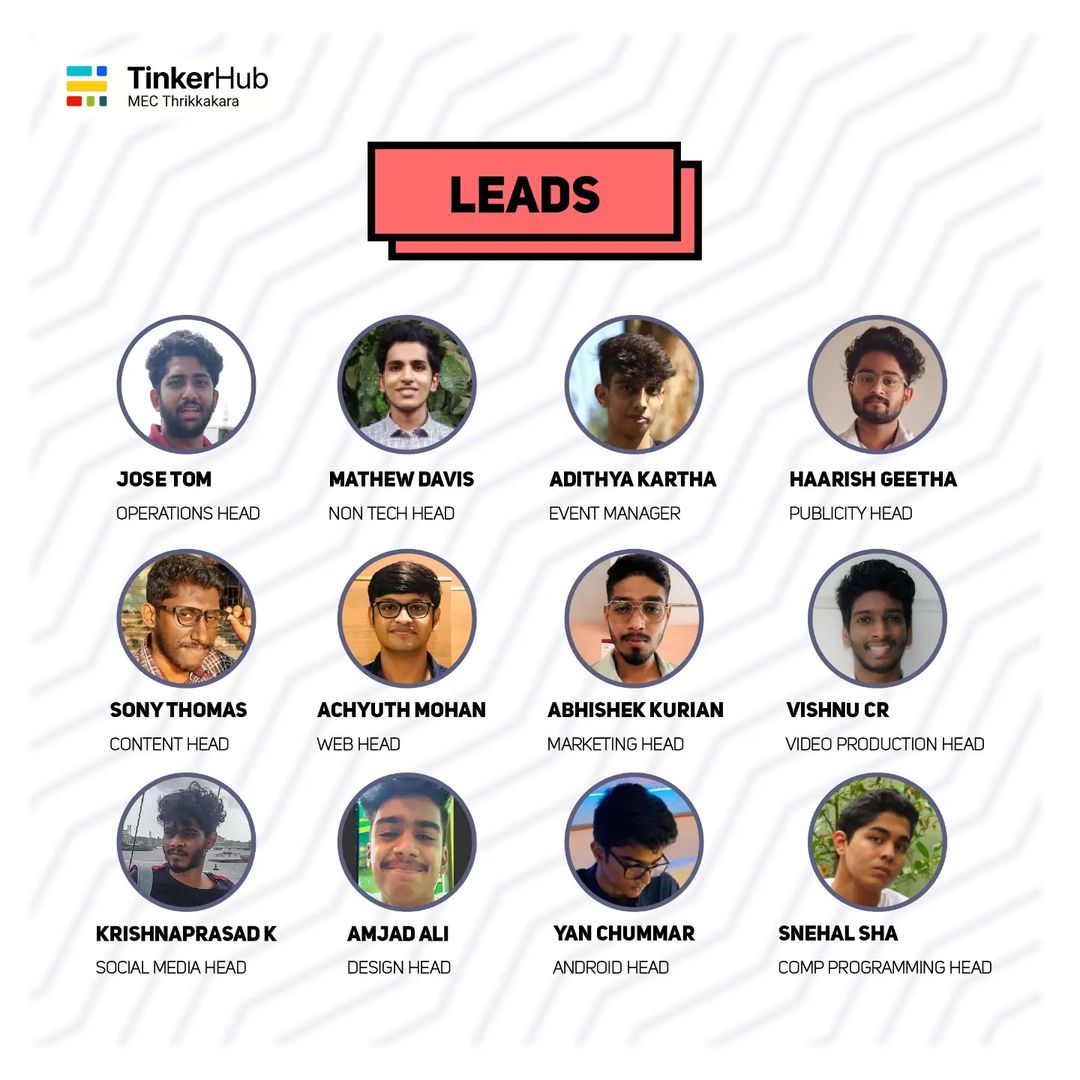 TinkerHub
MEC Thrikkakara
LEADS
JOSE TOM
OPERATIONS HEAD
MATHEW DAVIS
NON TECH HEAD
ADITHYA KARTHA
EVENT MANAGER
HAARISH GEETHA
PUBLICITY HEAD
SONY THOMAS
CONTENT HEAD
ACHYUTH MOHAN
WEB HEAD
ABHISHEK KURIAN
MARKETING HEAD
VISHNU CR
VIDEO PRODUCTION HEAD
KRISHNAPRASAD K
SOCIAL MEDIA HEAD
AMJAD ALI
DESIGN HEAD
YAN CHUMMAR
ANDROID HEAD
SNEHAL SHA
COMP PROGRAMMING HEAD